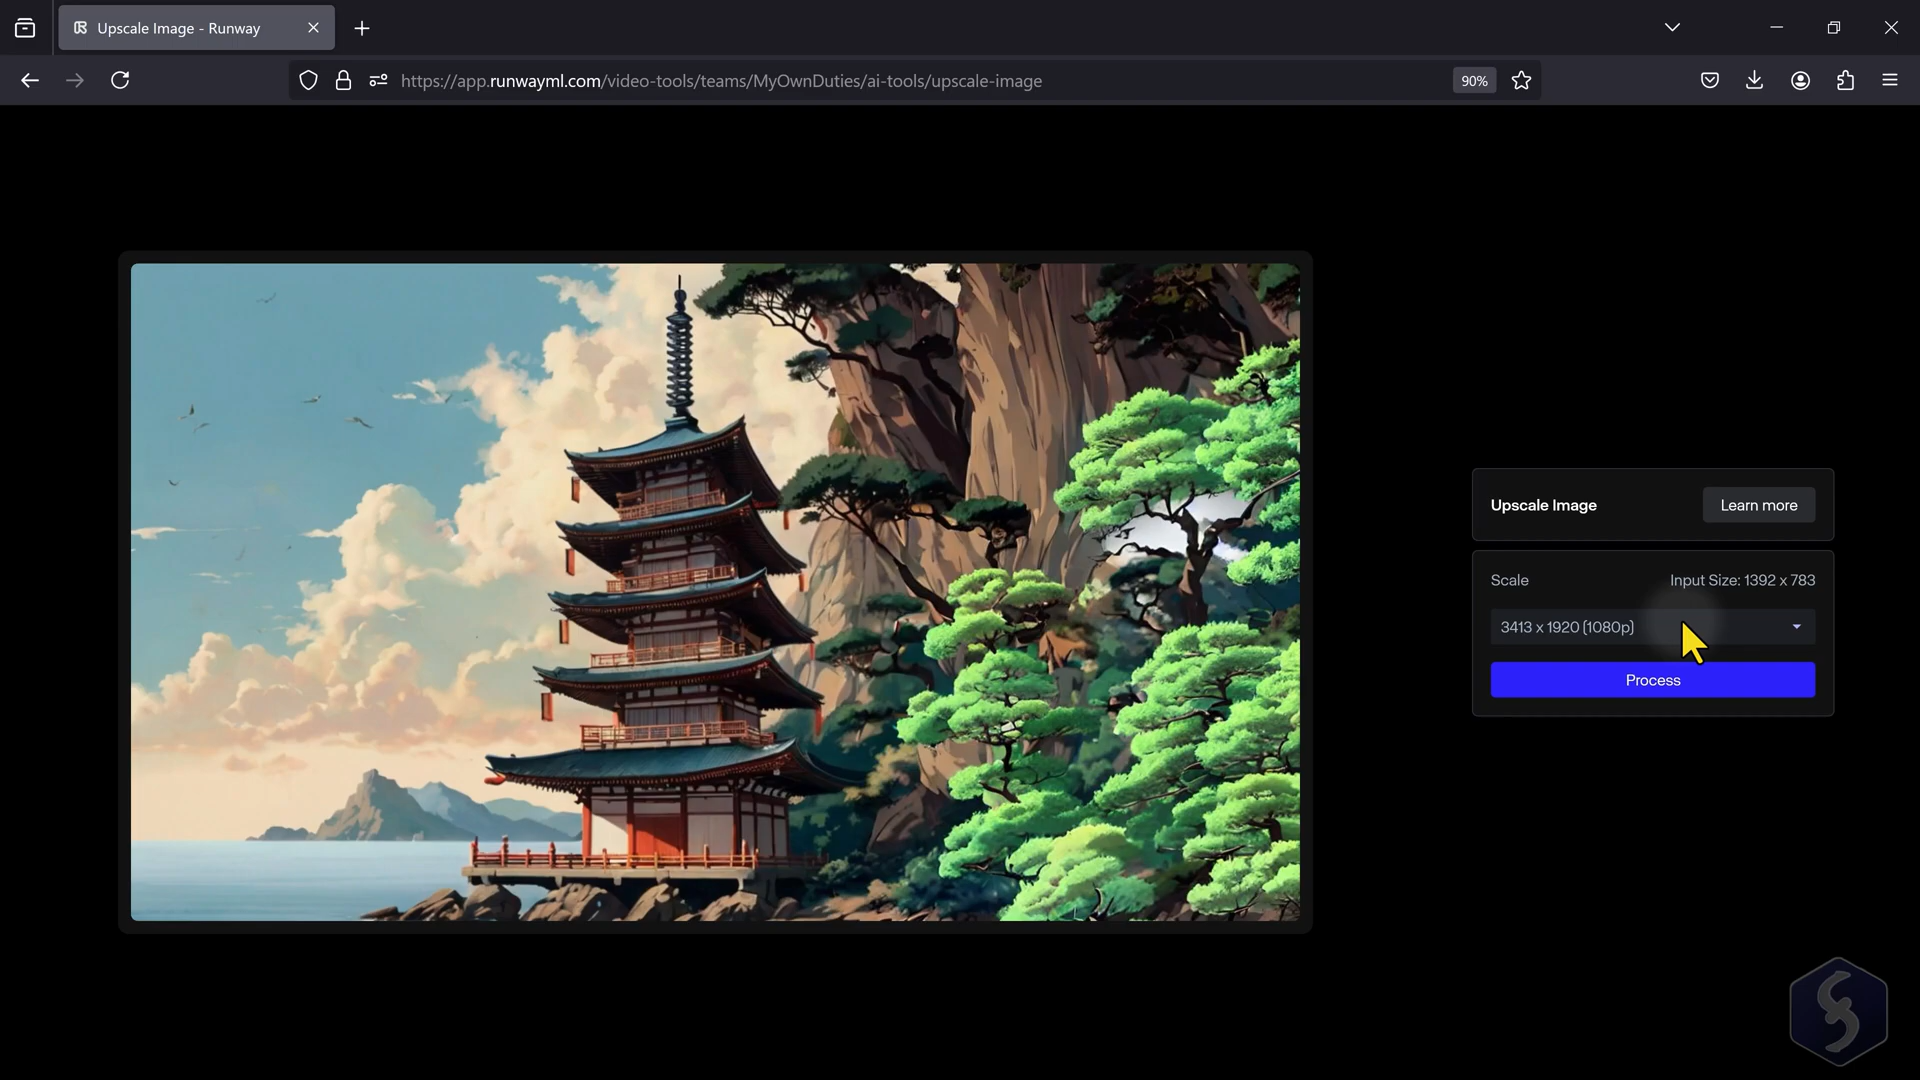 Upscale Image - Runway
https://app.runwayml.com/video-tools/teams/MyOwnDuties/ai-tools/upscale-image
90%
Upscale Image
Learn more
Scale
Input Size: 1392 x 783
3413 x 1920 (1080p)
Process